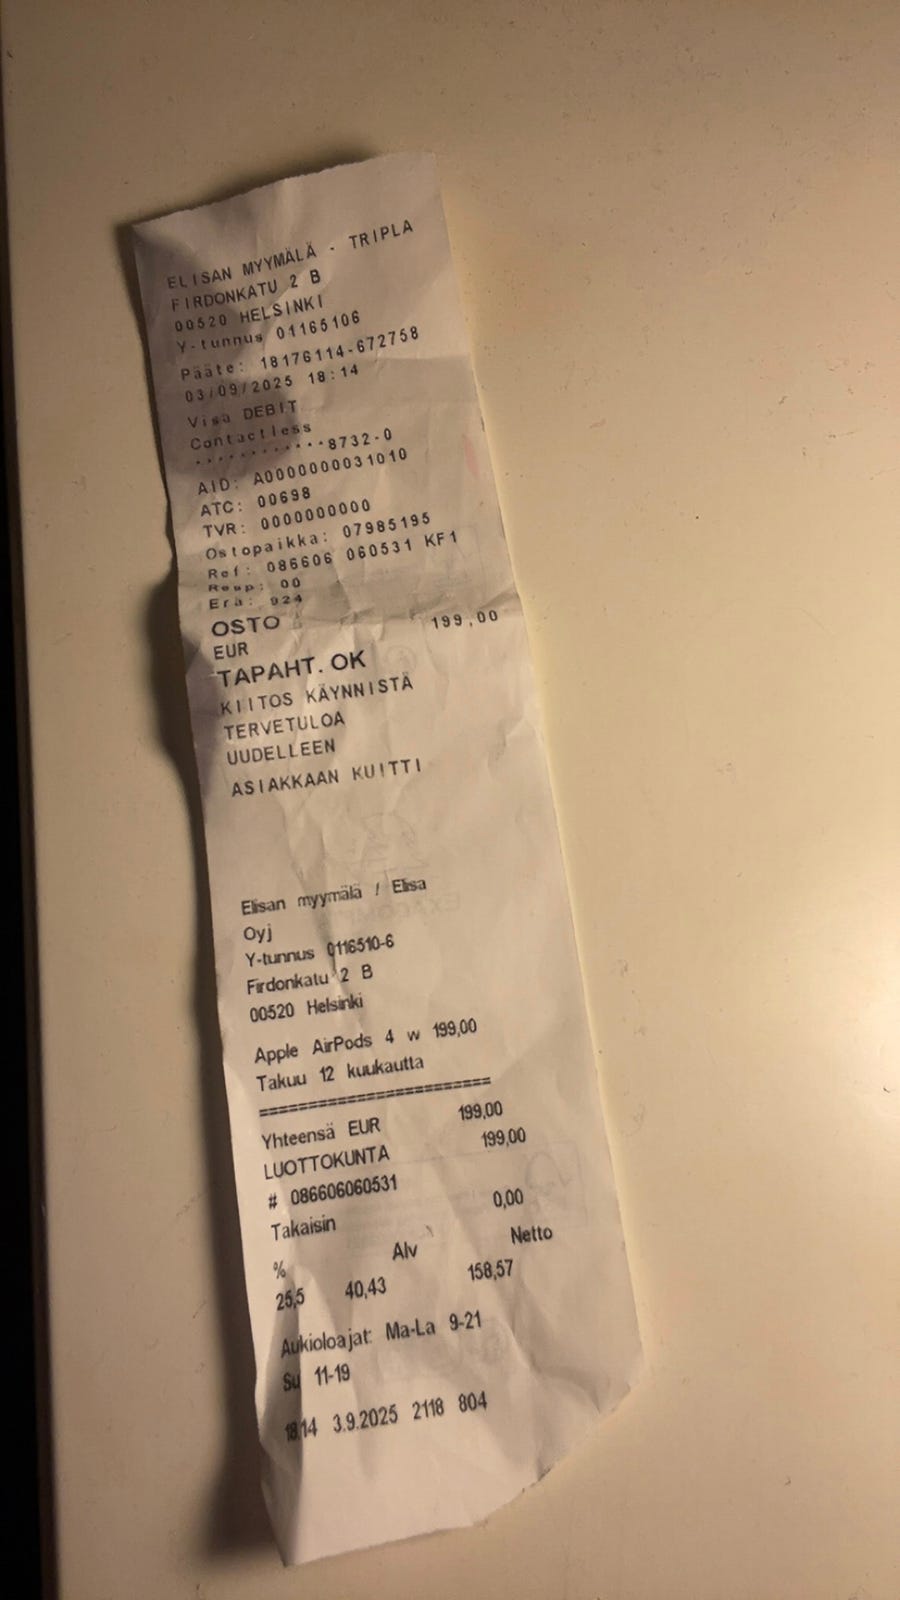 ELISAN MYYMÄLÄ - TRIPLA
FIRDONKATU 2 B
00520 HELSINKI
Y-tunnus 01165106
Pääte: 18176114-672758
03/09/2025 18:14
Visa DEBIT
Contactless
************8732-0
AID: A0000000031010
ATC: 00698
TVR: 0000000000
Ostopaikka: 07985195
Ref: 086606 060531 KF1
Resp: 00
Erä: 924
OSTO
EUR 199,00
TAPAHT. OK
KIITOS KÄYNNISTÄ
TERVETULOA
UUDELLEEN
ASIAKKAAN KUITTI
Elisan myymälä / Elisa
Oyj
Y-tunnus 0116510-6
Firdonkatu 2 B
00520 Helsinki
Apple AirPods 4 w 199,00
Takuu 12 kuukautta
=========================
Yhteensä EUR 199,00
LUOTTOKUNTA 199,00
# 086606060531
Takaisin 0,00
% Alv Netto
25,5 40,43 158,57
Aukioloajat: Ma-La 9-21
Su 11-19
18.14 3.9.2025 2118 804